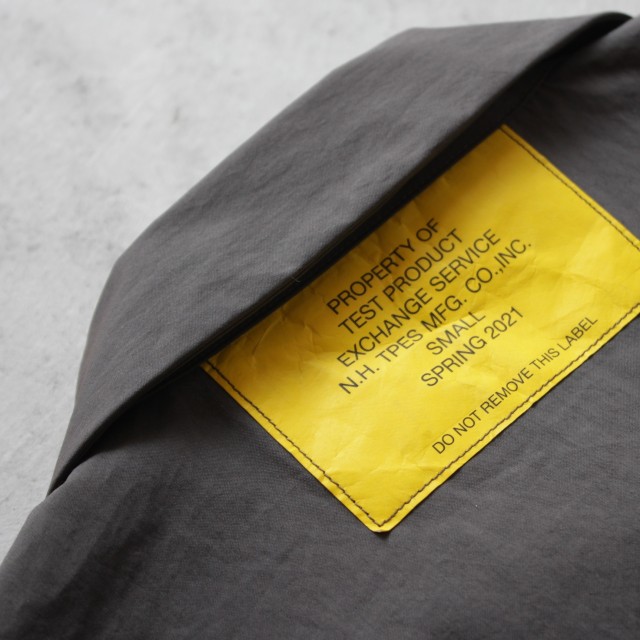 PROPERTY OF
TEST PRODUCT
EXCHANGE SERVICE
N.H. TPES MFG. CO.,INC.
SMALL
SPRING 2021
DO NOT REMOVE THIS LABEL